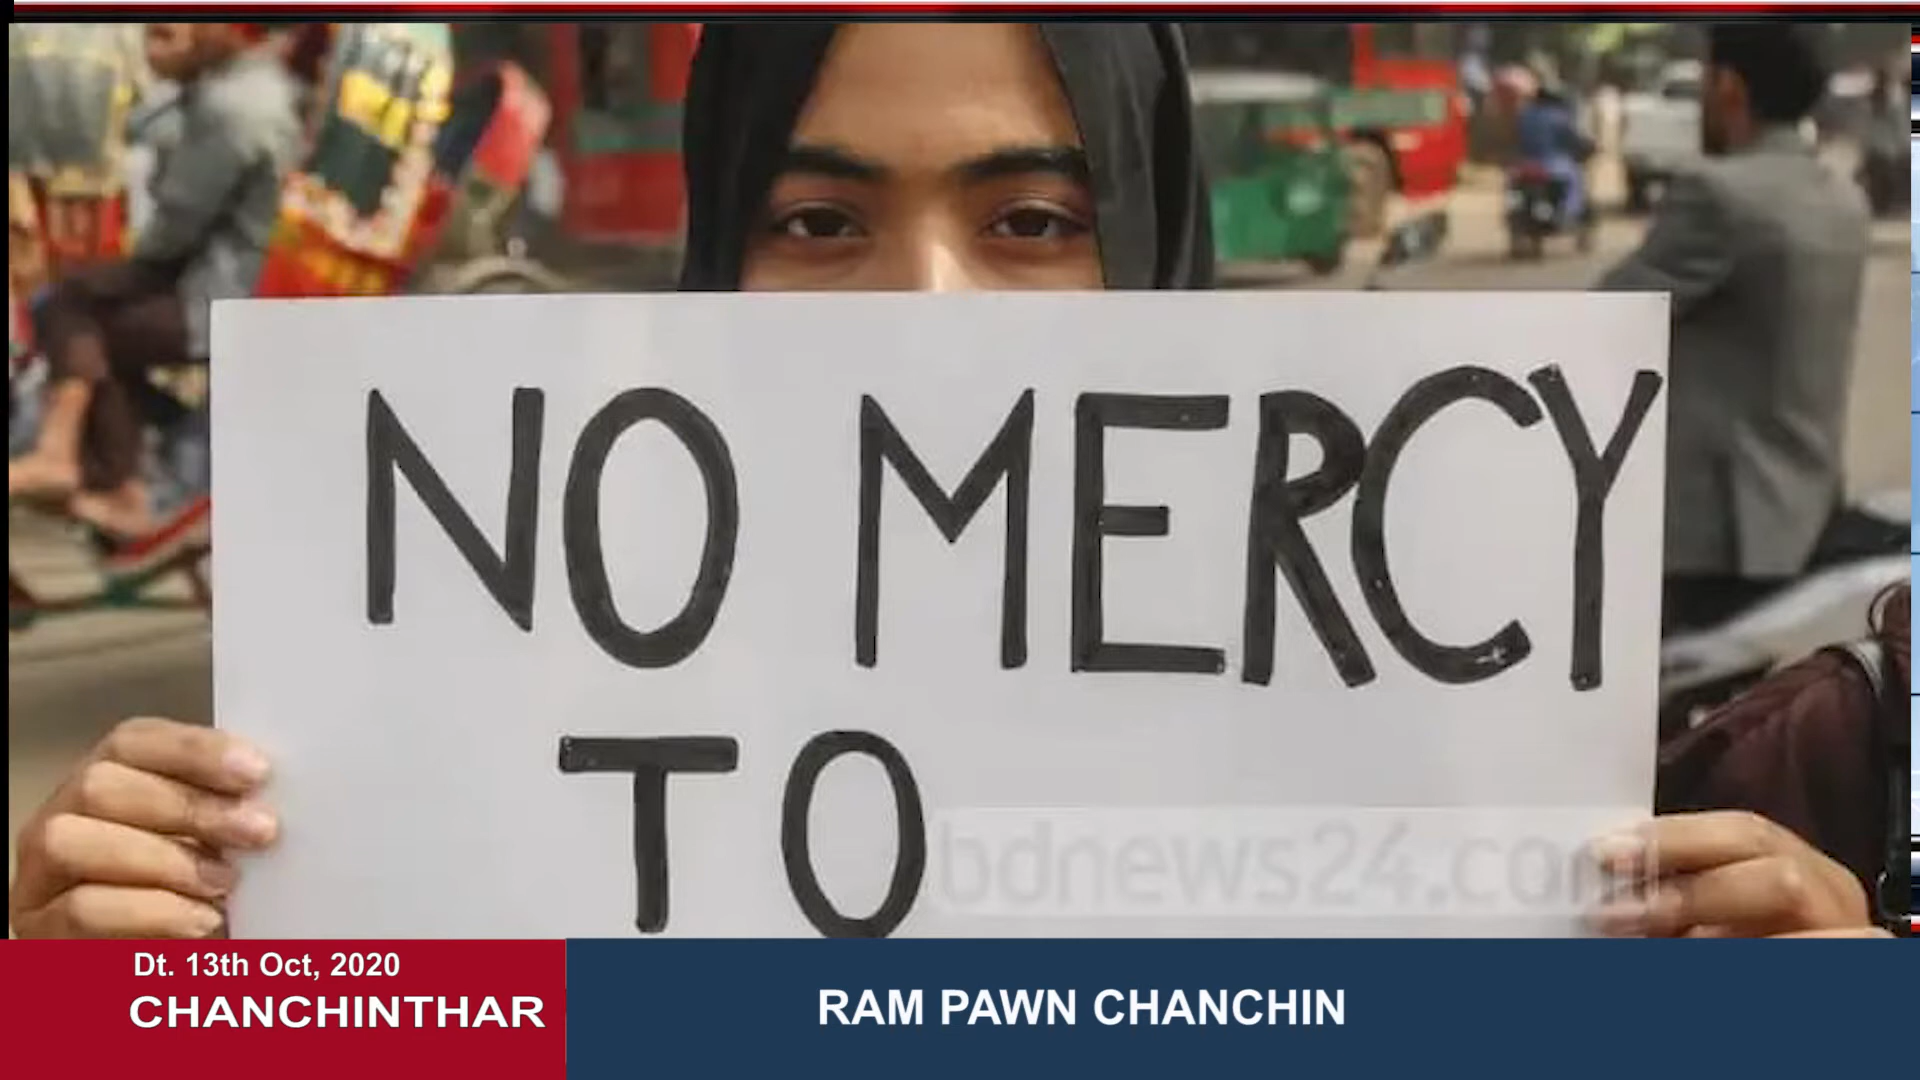 NO MERCY
TO
bdnews24.com
Dt. 13th Oct, 2020
CHANCHINTHAR
RAM PAWN CHANCHIN